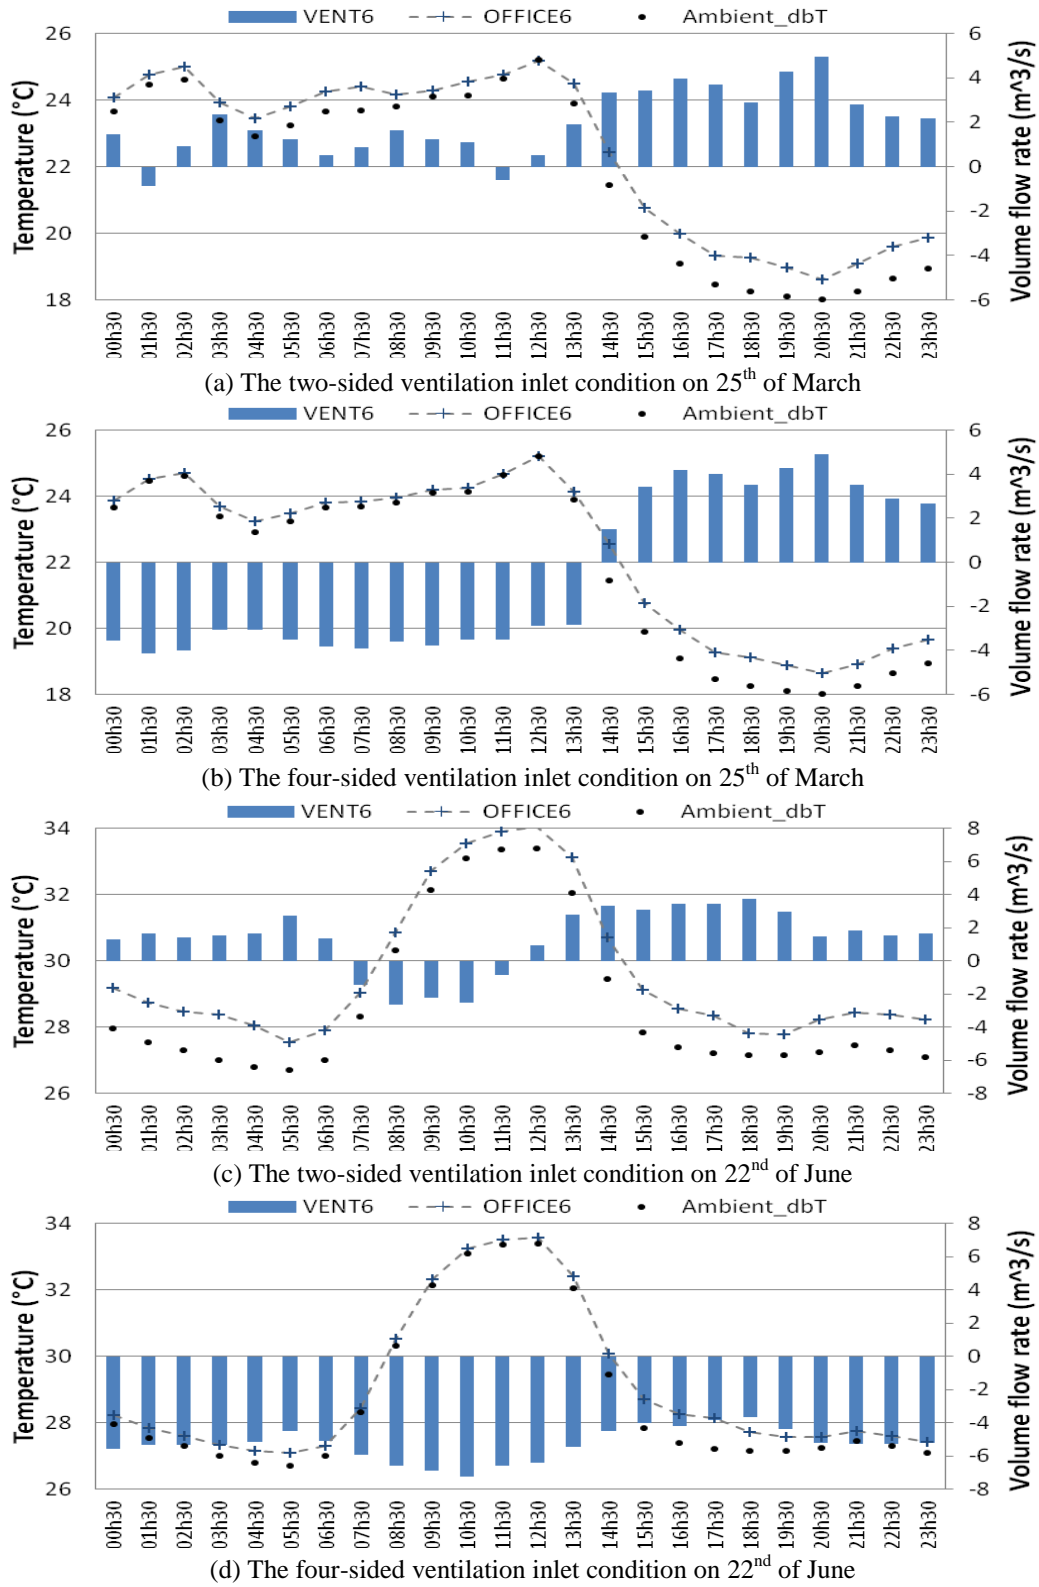 VENT6 OFFICE6 Ambient_dbT
Temperature (°C)
26
24
22
20
18
Volume flow rate (m^3/s)
6
4
2
0
-2
-4
-6
00h30 01h30 02h30 03h30 04h30 05h30 06h30 07h30 08h30 09h30 10h30 11h30 12h30 13h30 14h30 15h30 16h30 17h30 18h30 19h30 20h30 21h30 22h30 23h30
(a) The two-sided ventilation inlet condition on 25th of March
VENT6 OFFICE6 Ambient_dbT
Temperature (°C)
26
24
22
20
18
Volume flow rate (m^3/s)
6
4
2
0
-2
-4
-6
00h30 01h30 02h30 03h30 04h30 05h30 06h30 07h30 08h30 09h30 10h30 11h30 12h30 13h30 14h30 15h30 16h30 17h30 18h30 19h30 20h30 21h30 22h30 23h30
(b) The four-sided ventilation inlet condition on 25th of March
VENT6 OFFICE6 Ambient_dbT
Temperature (°C)
34
32
30
28
26
Volume flow rate (m^3/s)
8
6
4
2
0
-2
-4
-6
-8
00h30 01h30 02h30 03h30 04h30 05h30 06h30 07h30 08h30 09h30 10h30 11h30 12h30 13h30 14h30 15h30 16h30 17h30 18h30 19h30 20h30 21h30 22h30 23h30
(c) The two-sided ventilation inlet condition on 22nd of June
VENT6 OFFICE6 Ambient_dbT
Temperature (°C)
34
32
30
28
26
Volume flow rate (m^3/s)
8
6
4
2
0
-2
-4
-6
-8
00h30 01h30 02h30 03h30 04h30 05h30 06h30 07h30 08h30 09h30 10h30 11h30 12h30 13h30 14h30 15h30 16h30 17h30 18h30 19h30 20h30 21h30 22h30 23h30
(d) The four-sided ventilation inlet condition on 22nd of June